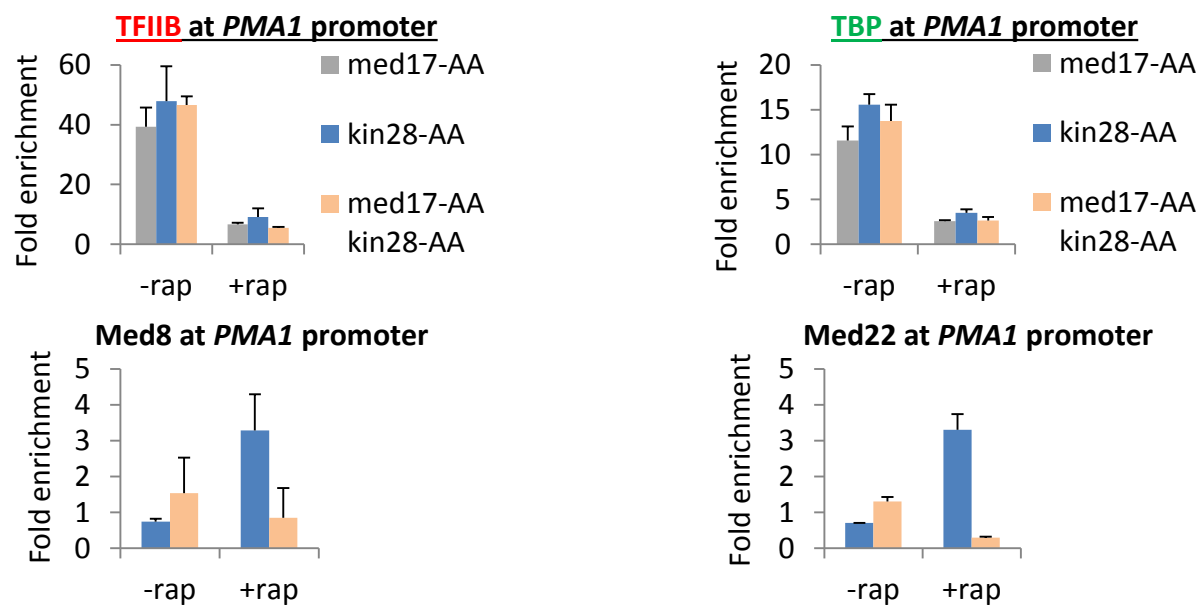 TFIIB at PMA1 promoter
Fold enrichment
60
40
20
0
-rap
+rap
med17-AA
kin28-AA
med17-AA
kin28-AA
TBP at PMA1 promoter
Fold enrichment
20
15
10
5
0
-rap
+rap
med17-AA
kin28-AA
med17-AA
kin28-AA
Med8 at PMA1 promoter
Fold enrichment
5
4
3
2
1
0
-rap
+rap
Med22 at PMA1 promoter
Fold enrichment
5
4
3
2
1
0
-rap
+rap